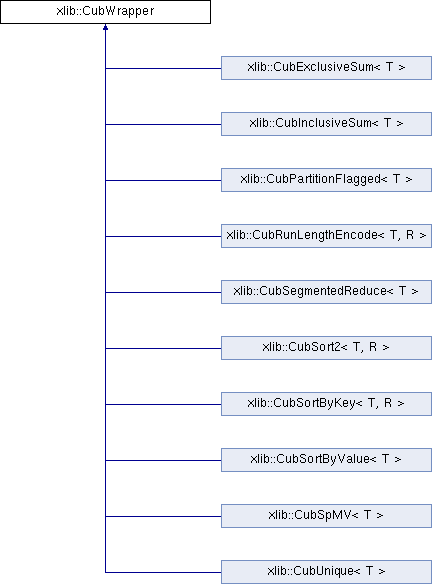 xlib::CubWrapper
xlib::CubExclusiveSum< T >
xlib::CubInclusiveSum< T >
xlib::CubPartitionFlagged< T >
xlib::CubRunLengthEncode< T, R >
xlib::CubSegmentedReduce< T >
xlib::CubSort2< T, R >
xlib::CubSortByKey< T, R >
xlib::CubSortByValue< T >
xlib::CubSpMV< T >
xlib::CubUnique< T >